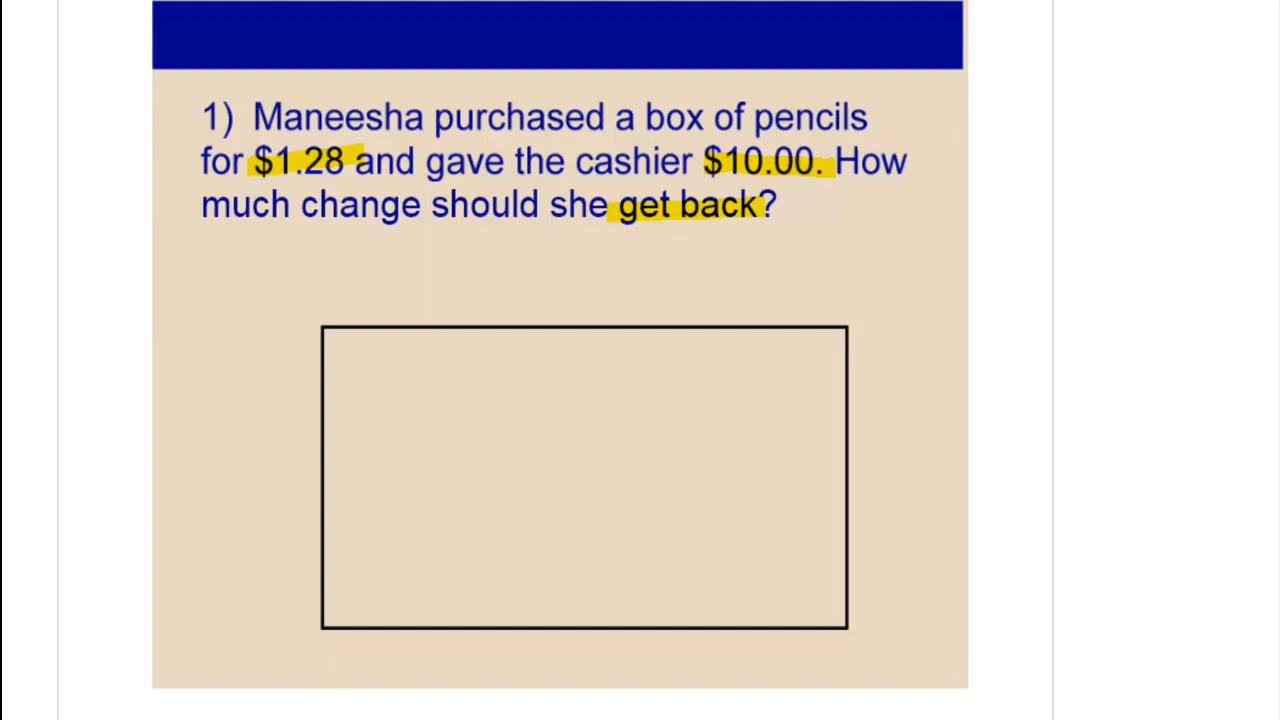 1) Maneesha purchased a box of pencils
for $1.28 and gave the cashier $10.00. How
much change should she get back?